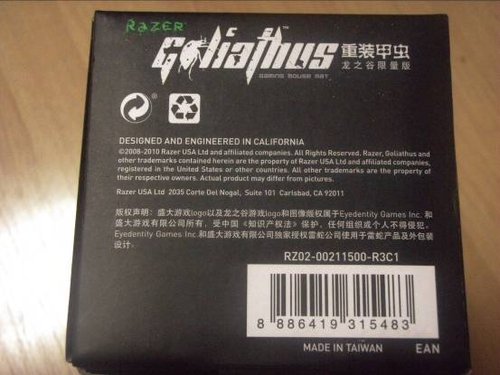 RAZER
Goliathus™ 重装甲虫
GAMING MOUSE MAT 龙之谷限量版
DESIGNED AND ENGINEERED IN CALIFORNIA
©2008-2010 Razer USA Ltd and affiliated companies. All Rights Reserved. Razer, Goliathus and
other trademarks contained herein are the property of Razer USA Ltd and affiliated companies,
registered in the United States or other countries. All other trademarks are the property of
their respective owners. Actual product may differ from pictures.
Razer USA Ltd 2035 Corte Del Nogal, Suite 101 Carlsbad, CA 92011
版权声明：盛大游戏logo以及龙之谷游戏logo和图像版权属于Eyedentity Games Inc. 和
盛大游戏有限公司所有，受中国《知识产权法》保护，任何组织或个人不得侵犯。
Eyedentity Games Inc.和盛大游戏有限公司独家授权雷蛇公司使用于雷蛇产品及外包装
设计。
RZ02-00211500-R3C1
8 886419 315483
MADE IN TAIWAN EAN